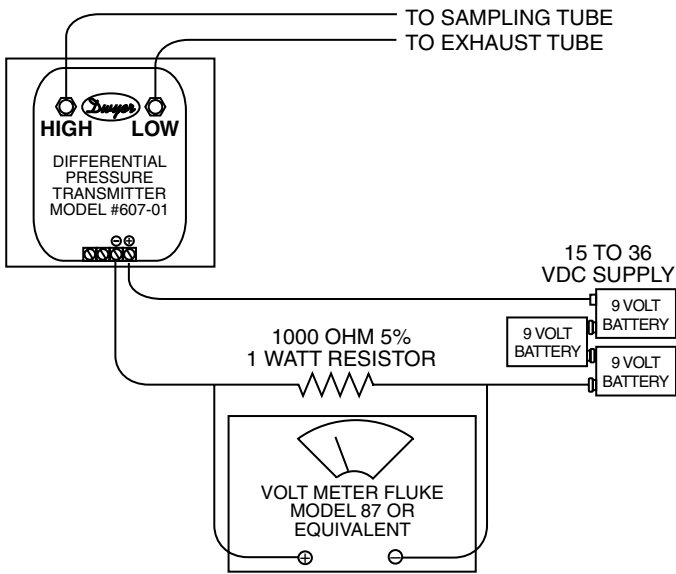 TO SAMPLING TUBE
TO EXHAUST TUBE
Dwyer
HIGH LOW
DIFFERENTIAL
PRESSURE
TRANSMITTER
MODEL #607-01
⊖ ⊕
15 TO 36
VDC SUPPLY
9 VOLT
BATTERY
9 VOLT
BATTERY
9 VOLT
BATTERY
1000 OHM 5%
1 WATT RESISTOR
VOLT METER FLUKE
MODEL 87 OR
EQUIVALENT
⊕ ⊖